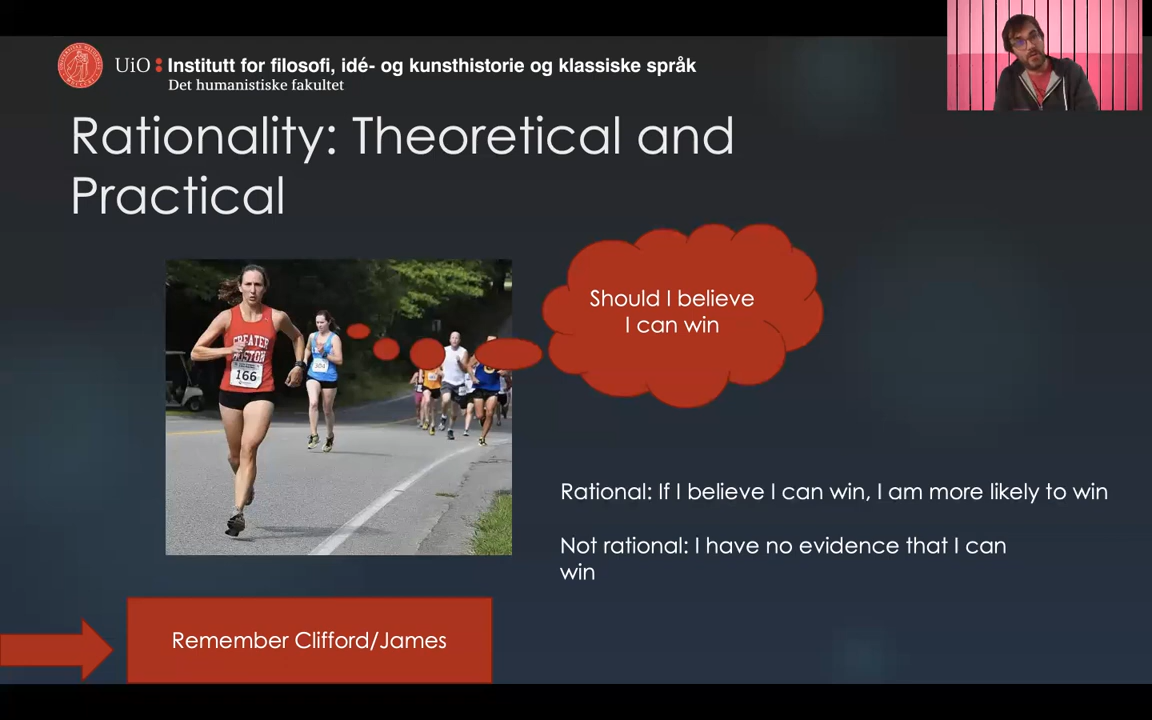 UiO : Institutt for filosofi, idé- og kunsthistorie og klassiske språk
Det humanistiske fakultet
Rationality: Theoretical and
Practical
Should I believe
I can win
GREATER
BOSTON
166
Rational: If I believe I can win, I am more likely to win
Not rational: I have no evidence that I can
win
Remember Clifford/James